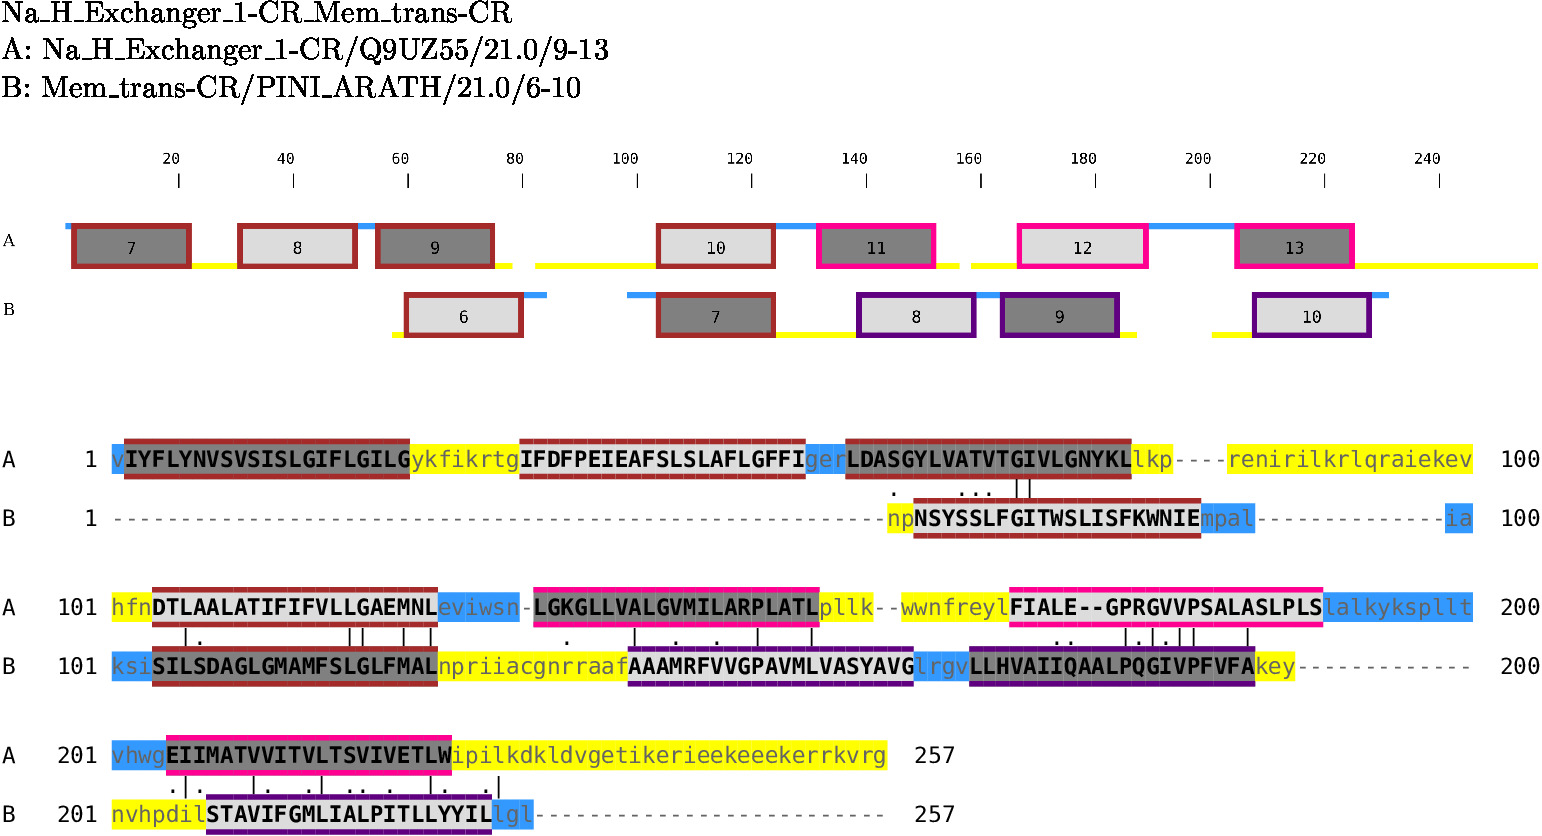 Na_H_Exchanger_1-CR_Mem_trans-CR
A: Na_H_Exchanger_1-CR/Q9UZ55/21.0/9-13
B: Mem_trans-CR/PINI_ARATH/21.0/6-10
20 40 60 80 100 120 140 160 180 200 220 240
A 7 8 9 10 11 12 13
B 6 7 8 9 10
A 1 vIYFLYNVSVSISLGIFLGILGykfikrtgIFDFPEIEAFSLSLAFLGFFIgerLDASGYLVATVTGIVLGNYKLlkp----renirilkrlqraiekev 100
B 1 ---------------------------------------------------------npNSYSSLFGITWSLISFKWNIEmpal--------------ia 100
A 101 hfnDTLAALATIFIFVLLGAEMNLeviwsn-LGKGLLVALGVMILARPLATLpllk--wwnfreylFIALE--GPRGVVPSALASLPLSlalkykspllt 200
B 101 ksiSILSDAGLGMAMFSLGLFMALnpriiacgnrraafAAAMRFVVGPAVMLVASYAVGlrgvLLHVAIIQAALPQGIVPFVFAkey------------- 200
A 201 vhwgEIIMATVVITVLTSVIVETLWipilkdkldvgetikerieekeeekerrkvrg 257
B 201 nvhpdilSTAVIFGMLIALPITLLYYILlgl-------------------------- 257